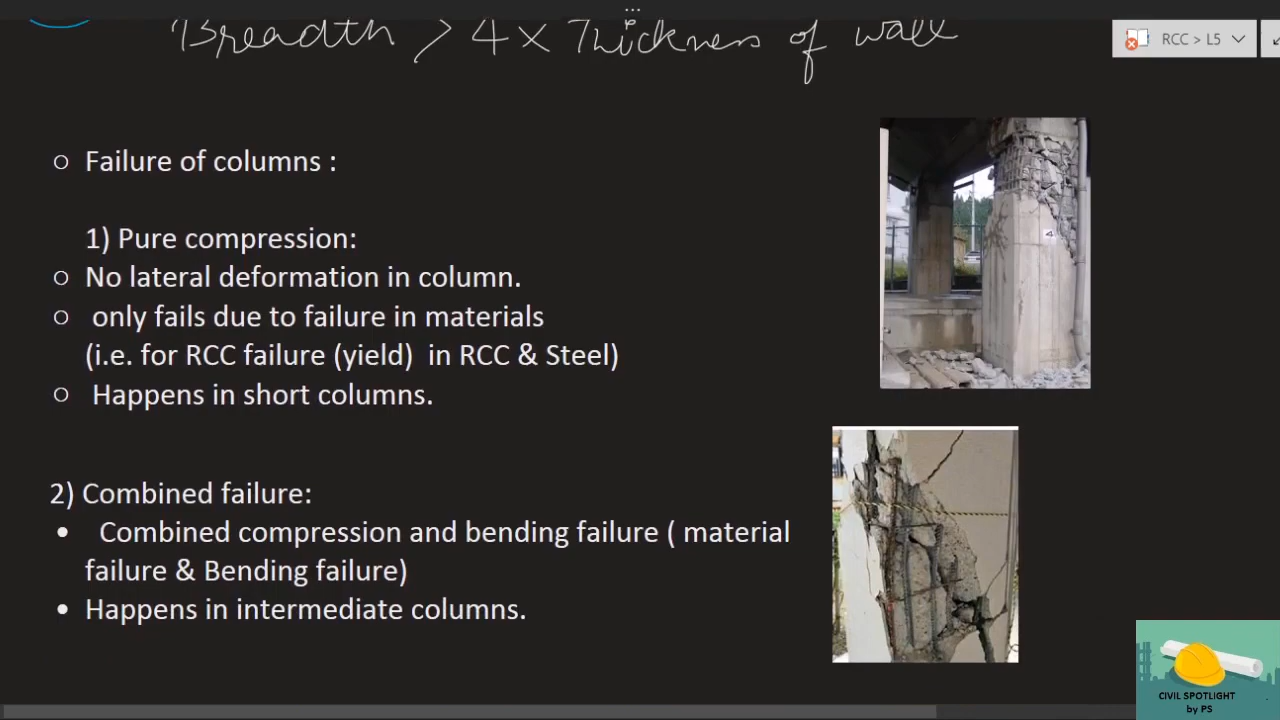 Breadth > 4 x Thickness of wall
RCC > L5
○ Failure of columns :
1) Pure compression:
○ No lateral deformation in column.
○ only fails due to failure in materials
(i.e. for RCC failure (yield) in RCC & Steel)
○ Happens in short columns.
4
2) Combined failure:
• Combined compression and bending failure ( material
failure & Bending failure)
• Happens in intermediate columns.
CIVIL SPOTLIGHT
by PS